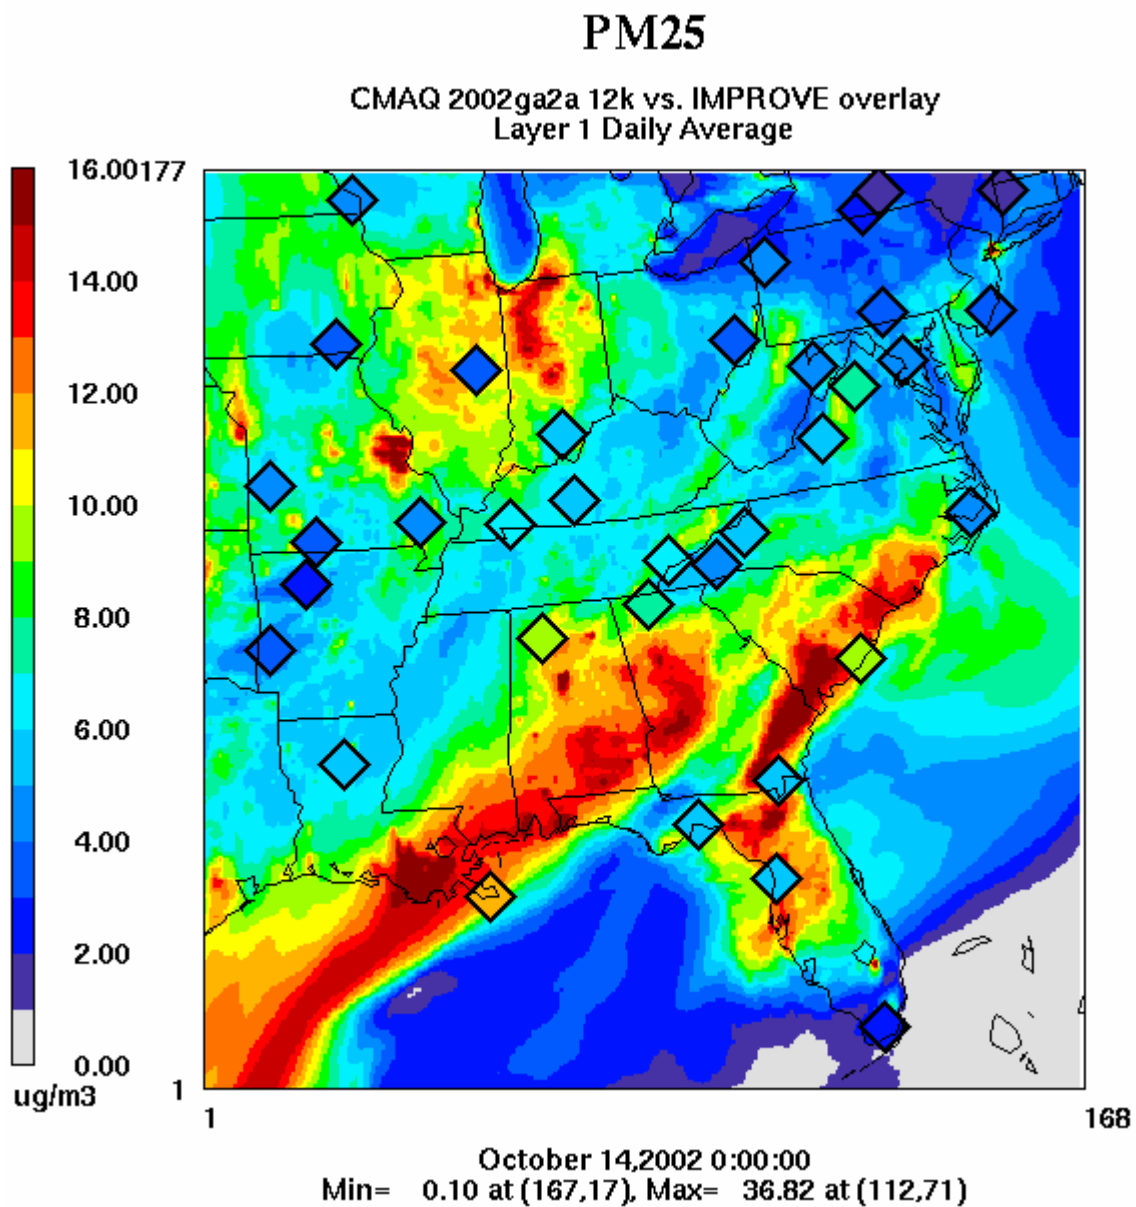 PM25
CMAQ 2002ga2a 12k vs. IMPROVE overlay
Layer 1 Daily Average
16.00
177
14.00
12.00
10.00
8.00
6.00
4.00
2.00
0.00
ug/m3
1
1
168
October 14,2002 0:00:00
Min= 0.10 at (167,17), Max= 36.82 at (112,71)